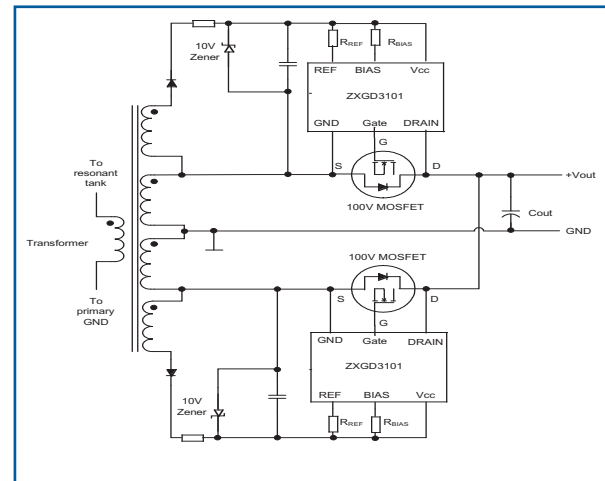 10V
Zener
RREF
RBIAS
REF BIAS Vcc
ZXGD3101
GND Gate DRAIN
G
S D
100V MOSFET
+Vout
To
resonant
tank
Cout
GND
Transformer
100V MOSFET
To
primary
GND
S D
G
GND Gate DRAIN
ZXGD3101
REF BIAS Vcc
10V
Zener
RREF
RBIAS